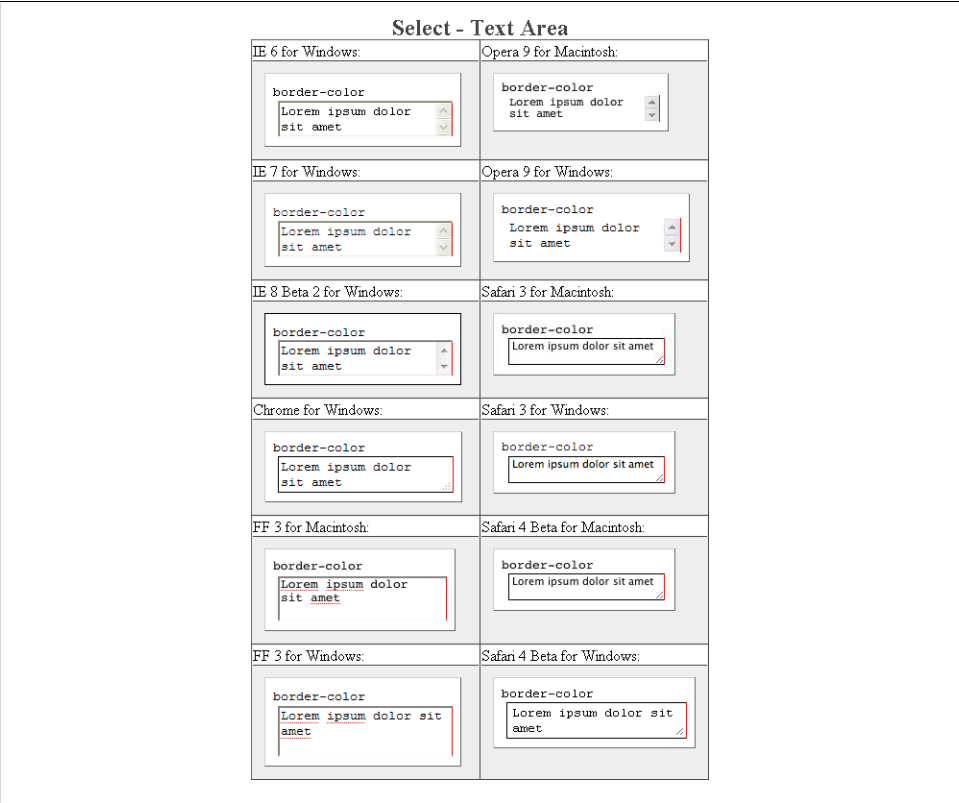 Select - Text Area
IE 6 for Windows:
border-color
Lorem ipsum dolor
sit amet
Opera 9 for Macintosh:
border-color
Lorem ipsum dolor
sit amet
IE 7 for Windows:
border-color
Lorem ipsum dolor
sit amet
Opera 9 for Windows:
border-color
Lorem ipsum dolor
sit amet
IE 8 Beta 2 for Windows:
border-color
Lorem ipsum dolor
sit amet
Safari 3 for Macintosh:
border-color
Lorem ipsum dolor sit amet
Chrome for Windows:
border-color
Lorem ipsum dolor
sit amet
Safari 3 for Windows:
border-color
Lorem ipsum dolor sit amet
FF 3 for Macintosh:
border-color
Lorem ipsum dolor
sit amet
Safari 4 Beta for Macintosh:
border-color
Lorem ipsum dolor sit amet
FF 3 for Windows:
border-color
Lorem ipsum dolor sit
amet
Safari 4 Beta for Windows:
border-color
Lorem ipsum dolor sit
amet